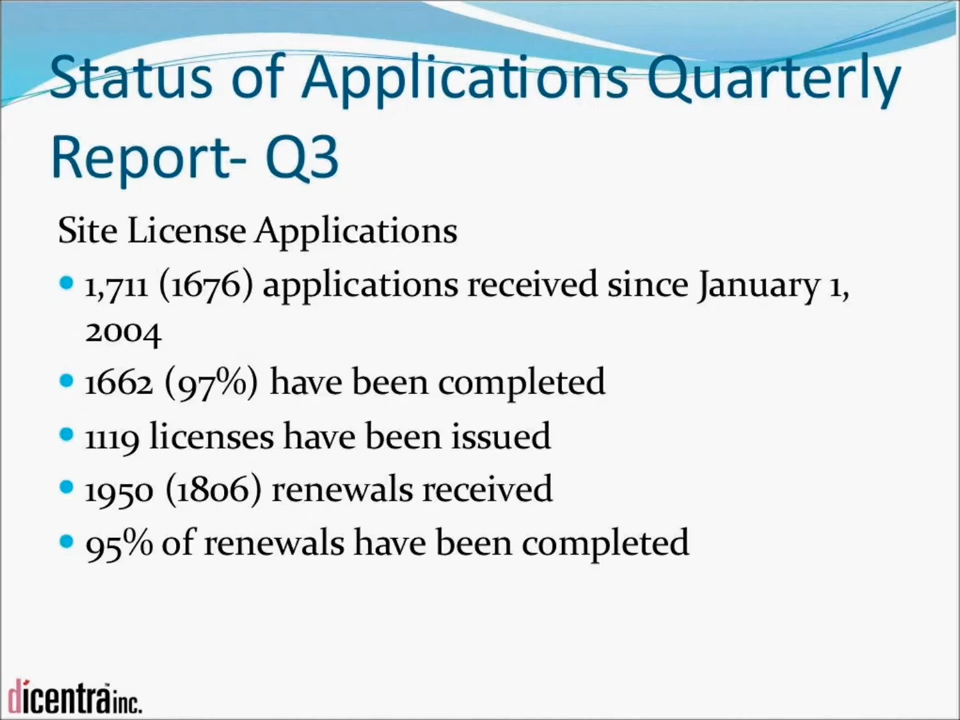 Status of Applications Quarterly
Report- Q3
Site License Applications
• 1,711 (1676) applications received since January 1,
2004
• 1662 (97%) have been completed
• 1119 licenses have been issued
• 1950 (1806) renewals received
• 95% of renewals have been completed
dicentra™ inc.